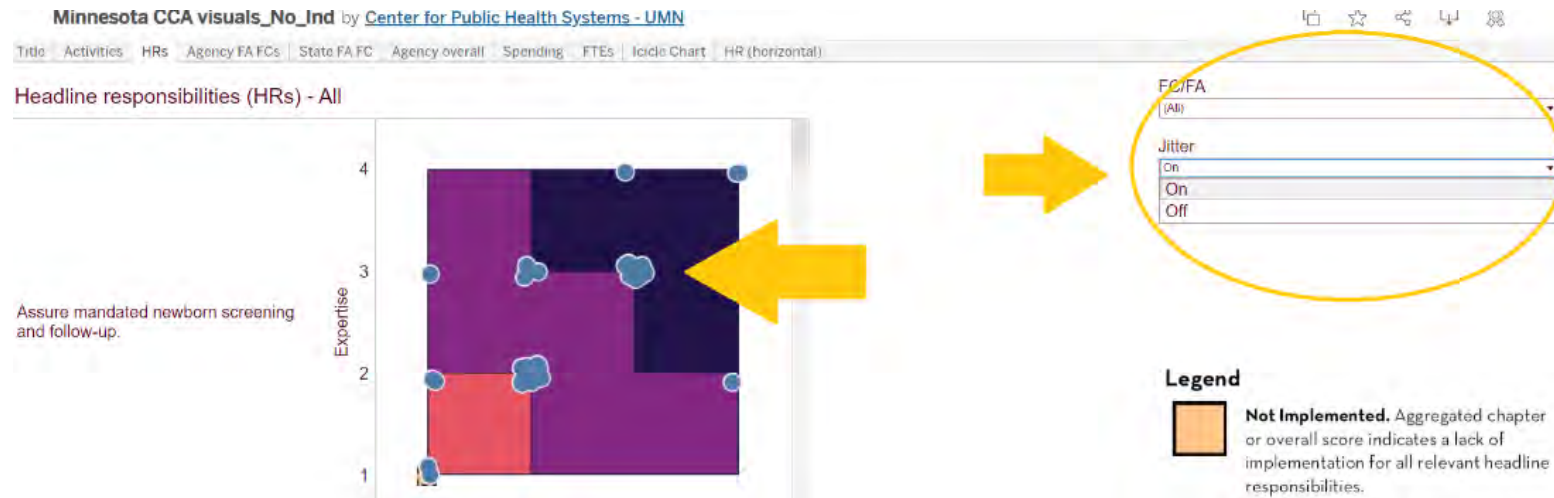 Minnesota CCA visuals_No_Ind by Center for Public Health Systems - UMN
Title Activities HRs Agency FA FCs State FA FC Agency overall Spending FTEs Icicle Chart HR (horizontal)
Headline responsibilities (HRs) - All
Assure mandated newborn screening
and follow-up.
Expertise
4
3
2
1
FC/FA
(All)
Jitter
On
On
Off
Legend
Not Implemented. Aggregated chapter
or overall score indicates a lack of
implementation for all relevant headline
responsibilities.